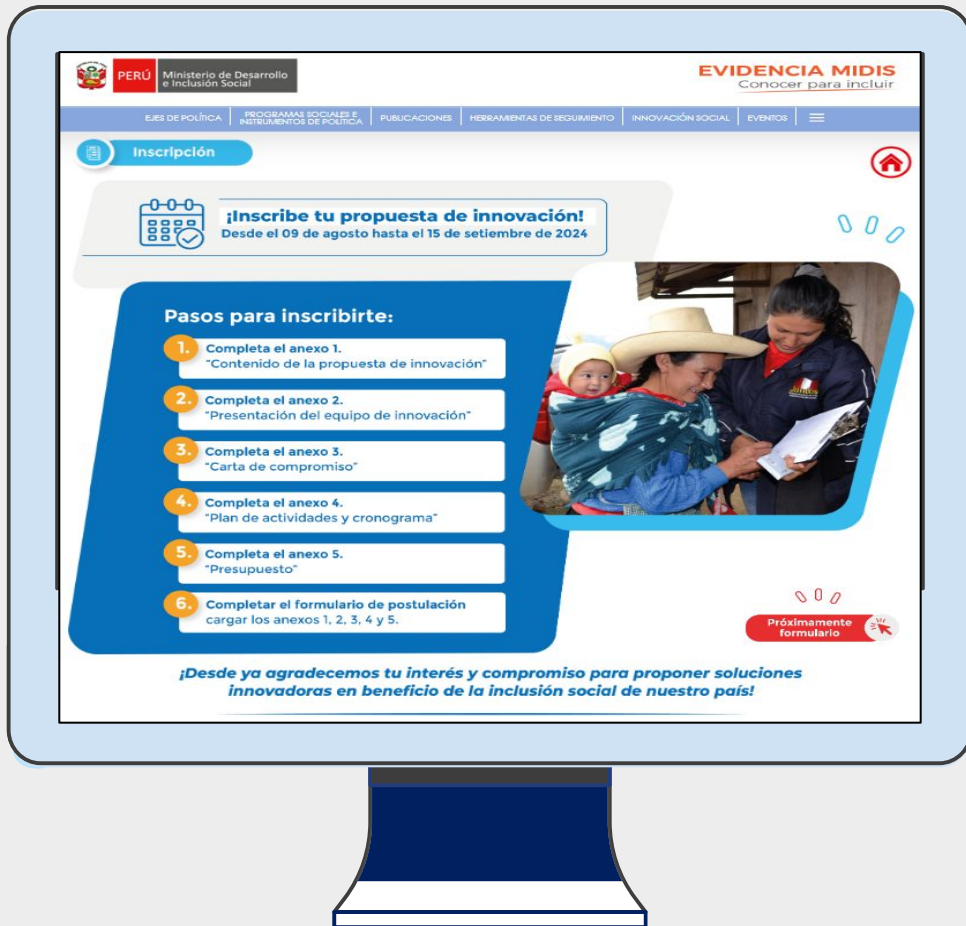 PERÚ
Ministerio de Desarrollo
e Inclusión Social
EVIDENCIA MIDIS
Conocer para incluir
EJES DE POLÍTICA
PROGRAMAS SOCIALES E
INSTRUMENTOS DE POLÍTICA
PUBLICACIONES
HERRAMIENTAS DE SEGUIMIENTO
INNOVACIÓN SOCIAL
EVENTOS
Inscripción
¡Inscribe tu propuesta de innovación!
Desde el 09 de agosto hasta el 15 de setiembre de 2024
Pasos para inscribirte:
1. Completa el anexo 1.
"Contenido de la propuesta de innovación"
2. Completa el anexo 2.
"Presentación del equipo de innovación"
3. Completa el anexo 3.
"Carta de compromiso"
4. Completa el anexo 4.
"Plan de actividades y cronograma"
5. Completa el anexo 5.
"Presupuesto"
6. Completar el formulario de postulación
cargar los anexos 1, 2, 3, 4 y 5.
Próximamente
formulario
¡Desde ya agradecemos tu interés y compromiso para proponer soluciones
innovadoras en beneficio de la inclusión social de nuestro país!